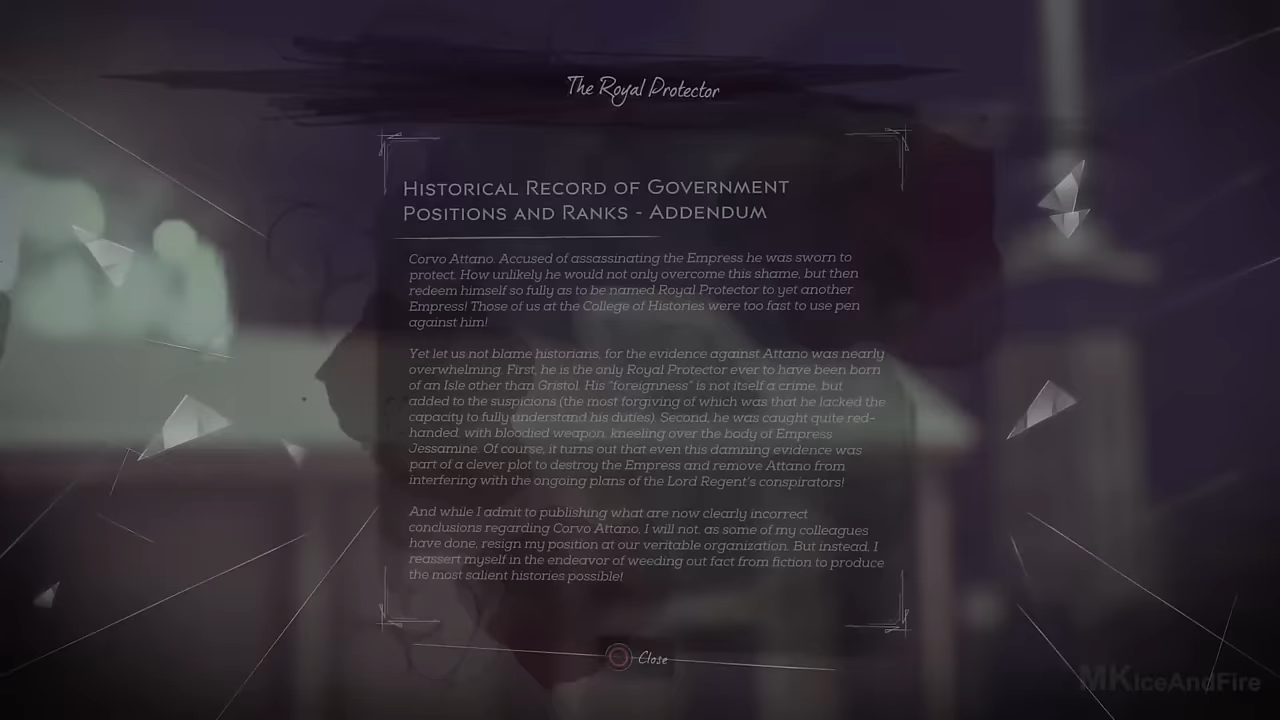 The Royal Protector
Historical Record of Government
Positions and Ranks - Addendum
Corvo Attano. Accused of assassinating the Empress he was sworn to
protect. How unlikely he would not only overcome this shame, but then
redeem himself so fully as to be named Royal Protector to yet another
Empress! Those of us at the College of Histories were too fast to use pen
against him!
Yet let us not blame historians, for the evidence against Attano was nearly
overwhelming. First, he is the only Royal Protector ever to have been born
of an Isle other than Gristol. His "foreignness" is not itself a crime, but
added to the suspicions (the most forgiving of which was that he lacked the
capacity to fully understand his duties). Second, he was caught quite red-
handed, with bloodied weapon, kneeling over the body of Empress
Jessamine. Of course, it turns out that even this damning evidence was
part of a clever plot to destroy the Empress and remove Attano from
interfering with the ongoing plans of the Lord Regent's conspirators!
And while I admit to publishing what are now clearly incorrect
conclusions regarding Corvo Attano, I will not, as some of my colleagues
have done, resign my position at our veritable organization. But instead, I
reassert myself in the endeavor of weeding out fact from fiction to produce
the most salient histories possible!
Close
MKIceAndFire